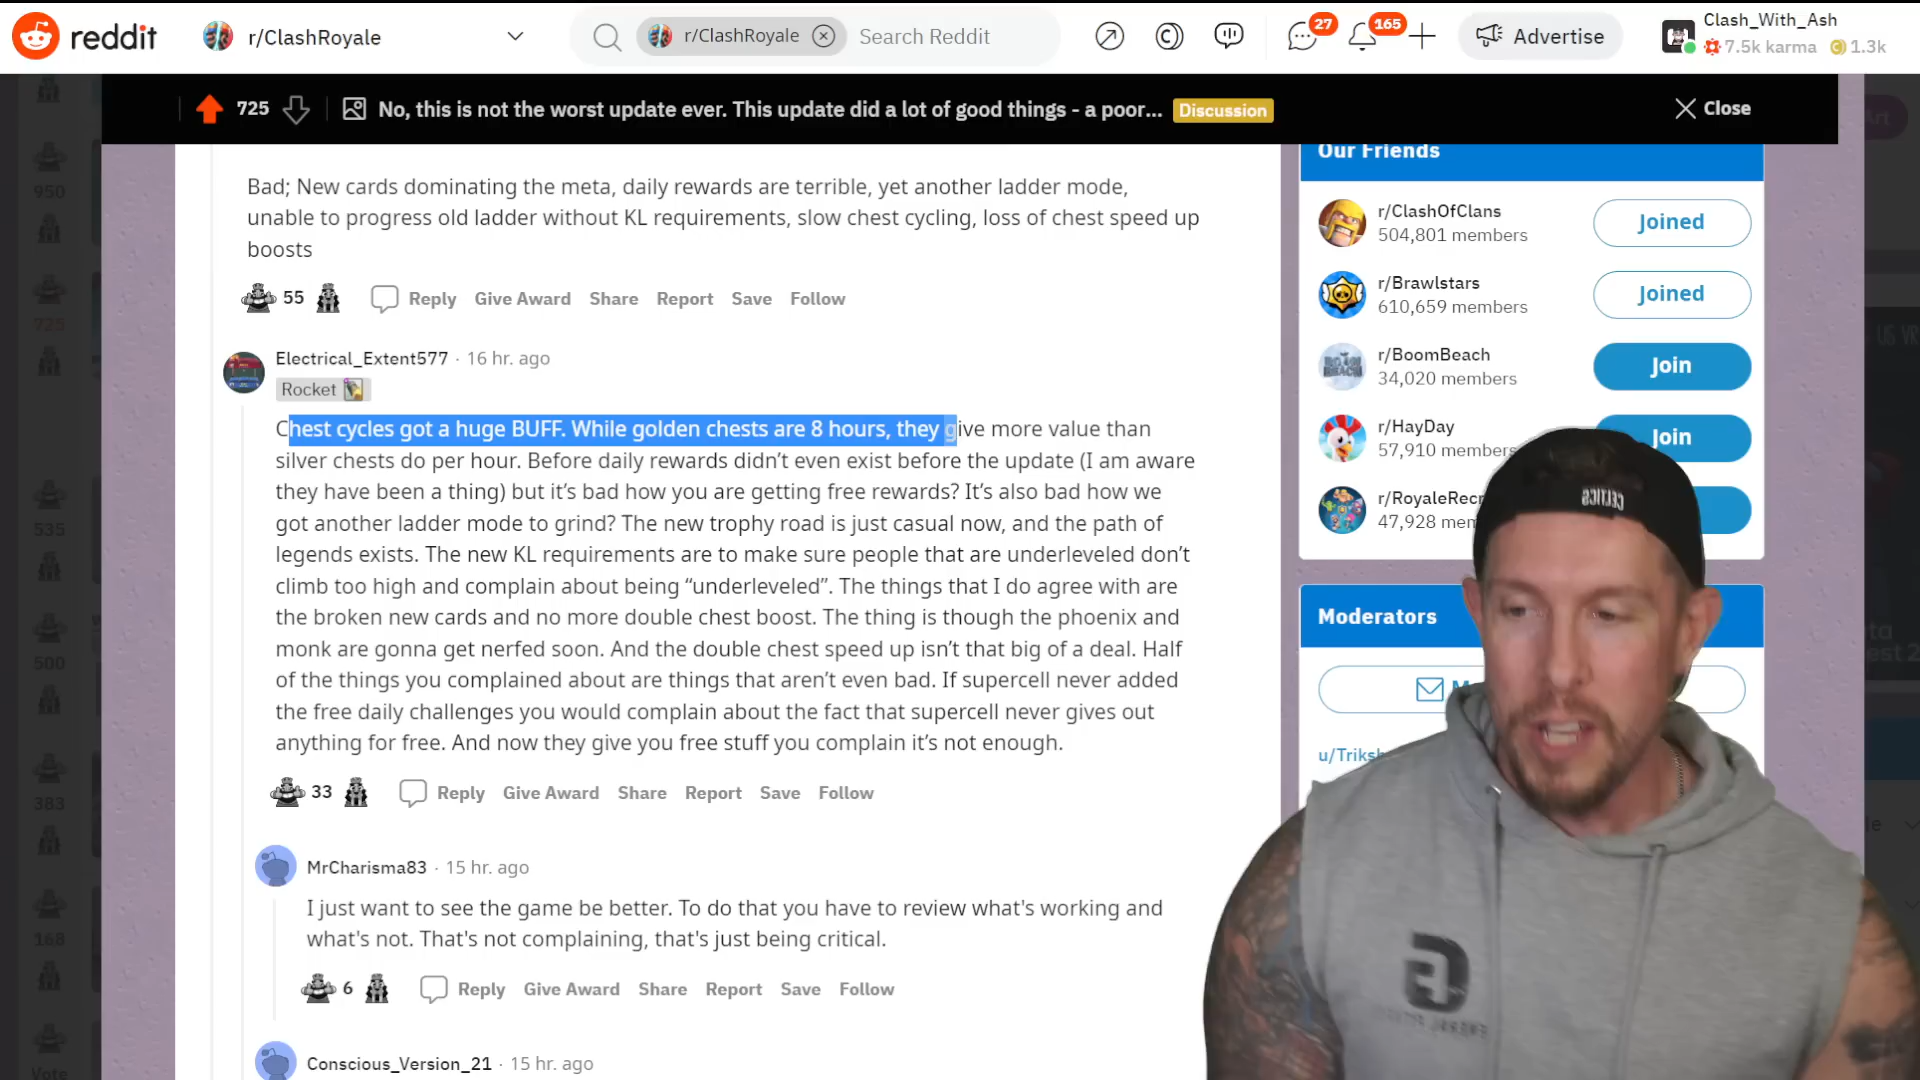 reddit
r/ClashRoyale
r/ClashRoyale
Search Reddit
27
165
Advertise
Clash_With_Ash
7.5k karma
1.3k
725
No, this is not the worst update ever. This update did a lot of good things - a poor...
Discussion
Close
950
725
535
500
383
168
Vote
Bad; New cards dominating the meta, daily rewards are terrible, yet another ladder mode,
unable to progress old ladder without KL requirements, slow chest cycling, loss of chest speed up
boosts
55
Reply
Give Award
Share
Report
Save
Follow
Electrical_Extent577 · 16 hr. ago
Rocket
Chest cycles got a huge BUFF. While golden chests are 8 hours, they give more value than
silver chests do per hour. Before daily rewards didn't even exist before the update (I am aware
they have been a thing) but it's bad how you are getting free rewards? It's also bad how we
got another ladder mode to grind? The new trophy road is just casual now, and the path of
legends exists. The new KL requirements are to make sure people that are underleveled don't
climb too high and complain about being “underleveled”. The things that I do agree with are
the broken new cards and no more double chest boost. The thing is though the phoenix and
monk are gonna get nerfed soon. And the double chest speed up isn't that big of a deal. Half
of the things you complained about are things that aren't even bad. If supercell never added
the free daily challenges you would complain about the fact that supercell never gives out
anything for free. And now they give you free stuff you complain it's not enough.
33
Reply
Give Award
Share
Report
Save
Follow
MrCharisma83 · 15 hr. ago
I just want to see the game be better. To do that you have to review what's working and
what's not. That's not complaining, that's just being critical.
6
Reply
Give Award
Share
Report
Save
Follow
Conscious_Version_21 · 15 hr. ago
Our Friends
r/ClashOfClans
504,801 members
Joined
r/Brawlstars
610,659 members
Joined
r/BoomBeach
34,020 members
Join
r/HayDay
57,910 members
Join
r/RoyaleRecr
47,928 mem
Moderators
M
u/Triks
CELTICS